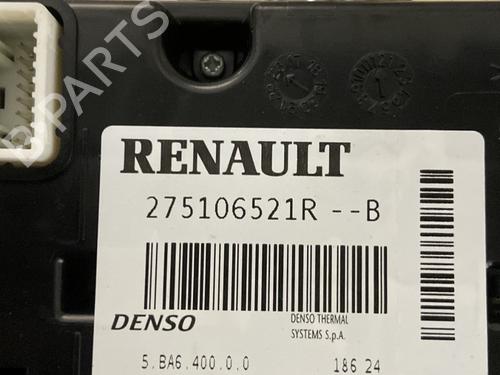 B-PARTS
RENAULT
275106521R --B
DENSO
DENSO THERMAL
SYSTEMS S.p.A.
5.BA6.400.0.0
186 24